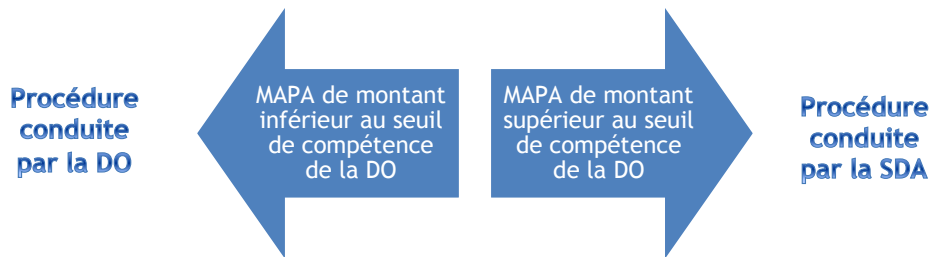 Procédure
conduite
par la DO
MAPA de montant
inférieur au seuil
de compétence
de la DO
MAPA de montant
supérieur au seuil
de compétence
de la DO
Procédure
conduite
par la SDA